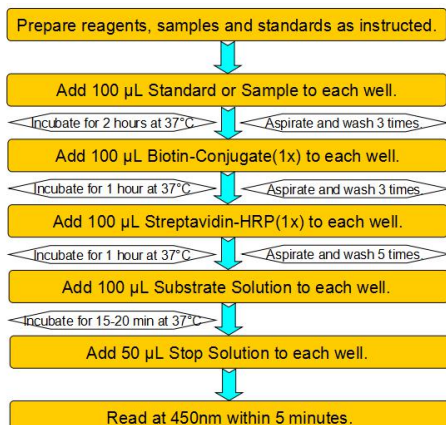 Prepare reagents, samples and standards as instructed.
Add 100 µL Standard or Sample to each well.
Incubate for 2 hours at 37°C
Aspirate and wash 3 times.
Add 100 µL Biotin-Conjugate(1x) to each well.
Incubate for 1 hour at 37°C
Aspirate and wash 3 times.
Add 100 µL Streptavidin-HRP(1x) to each well.
Incubate for 1 hour at 37°C
Aspirate and wash 5 times.
Add 100 µL Substrate Solution to each well.
Incubate for 15-20 min at 37°C
Add 50 µL Stop Solution to each well.
Read at 450nm within 5 minutes.